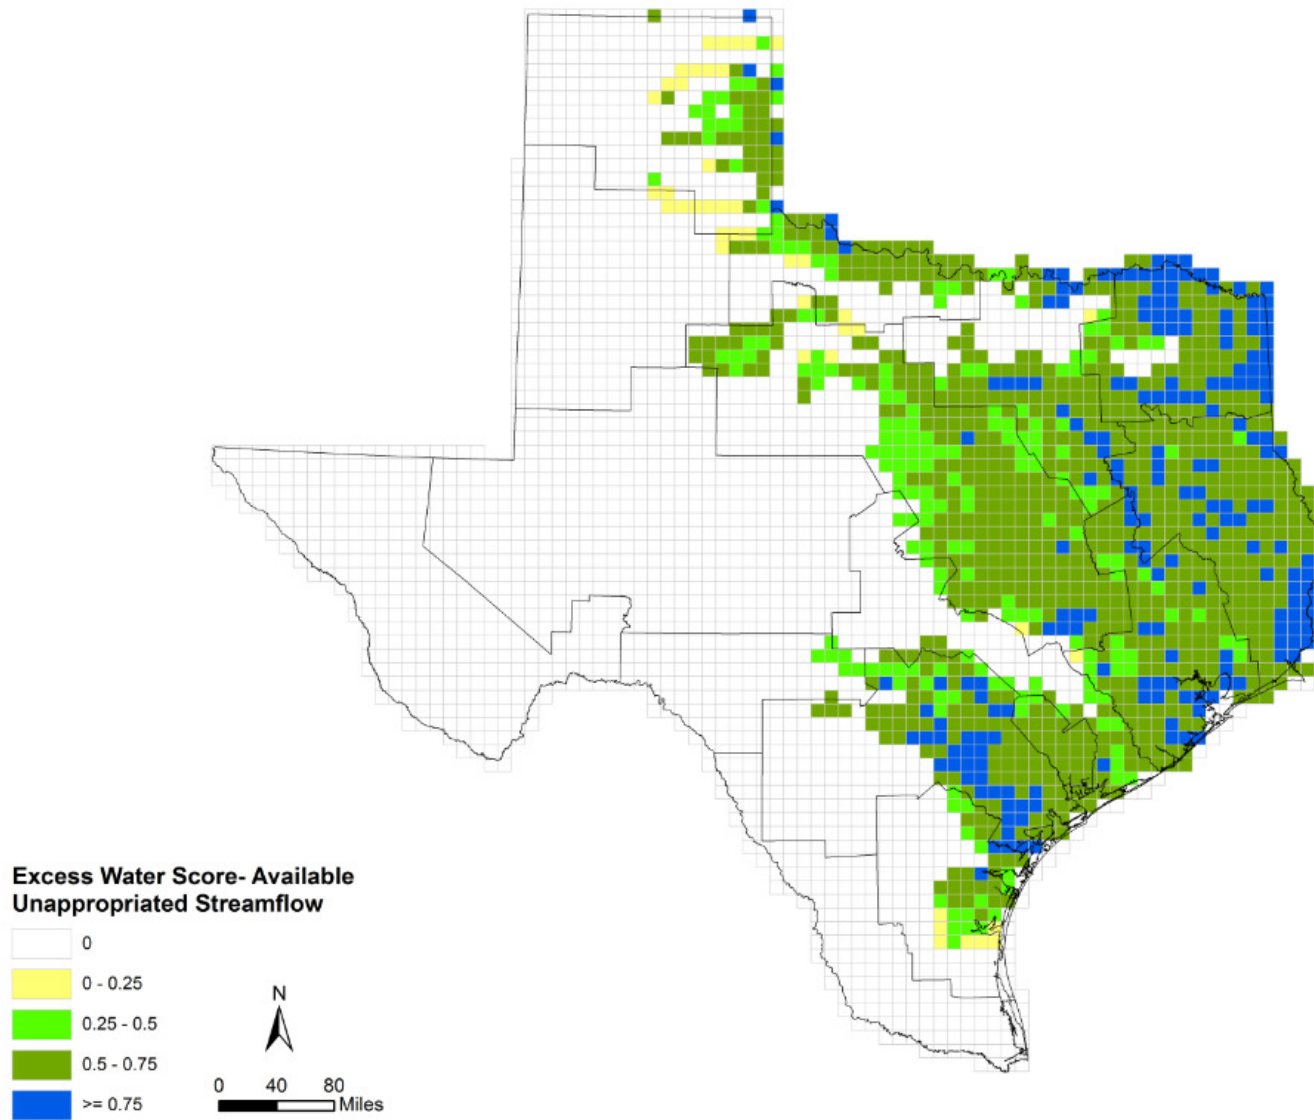 Excess Water Score- Available
Unappropriated Streamflow
0
0 - 0.25
0.25 - 0.5
0.5 - 0.75
>= 0.75
N
0 40 80
Miles